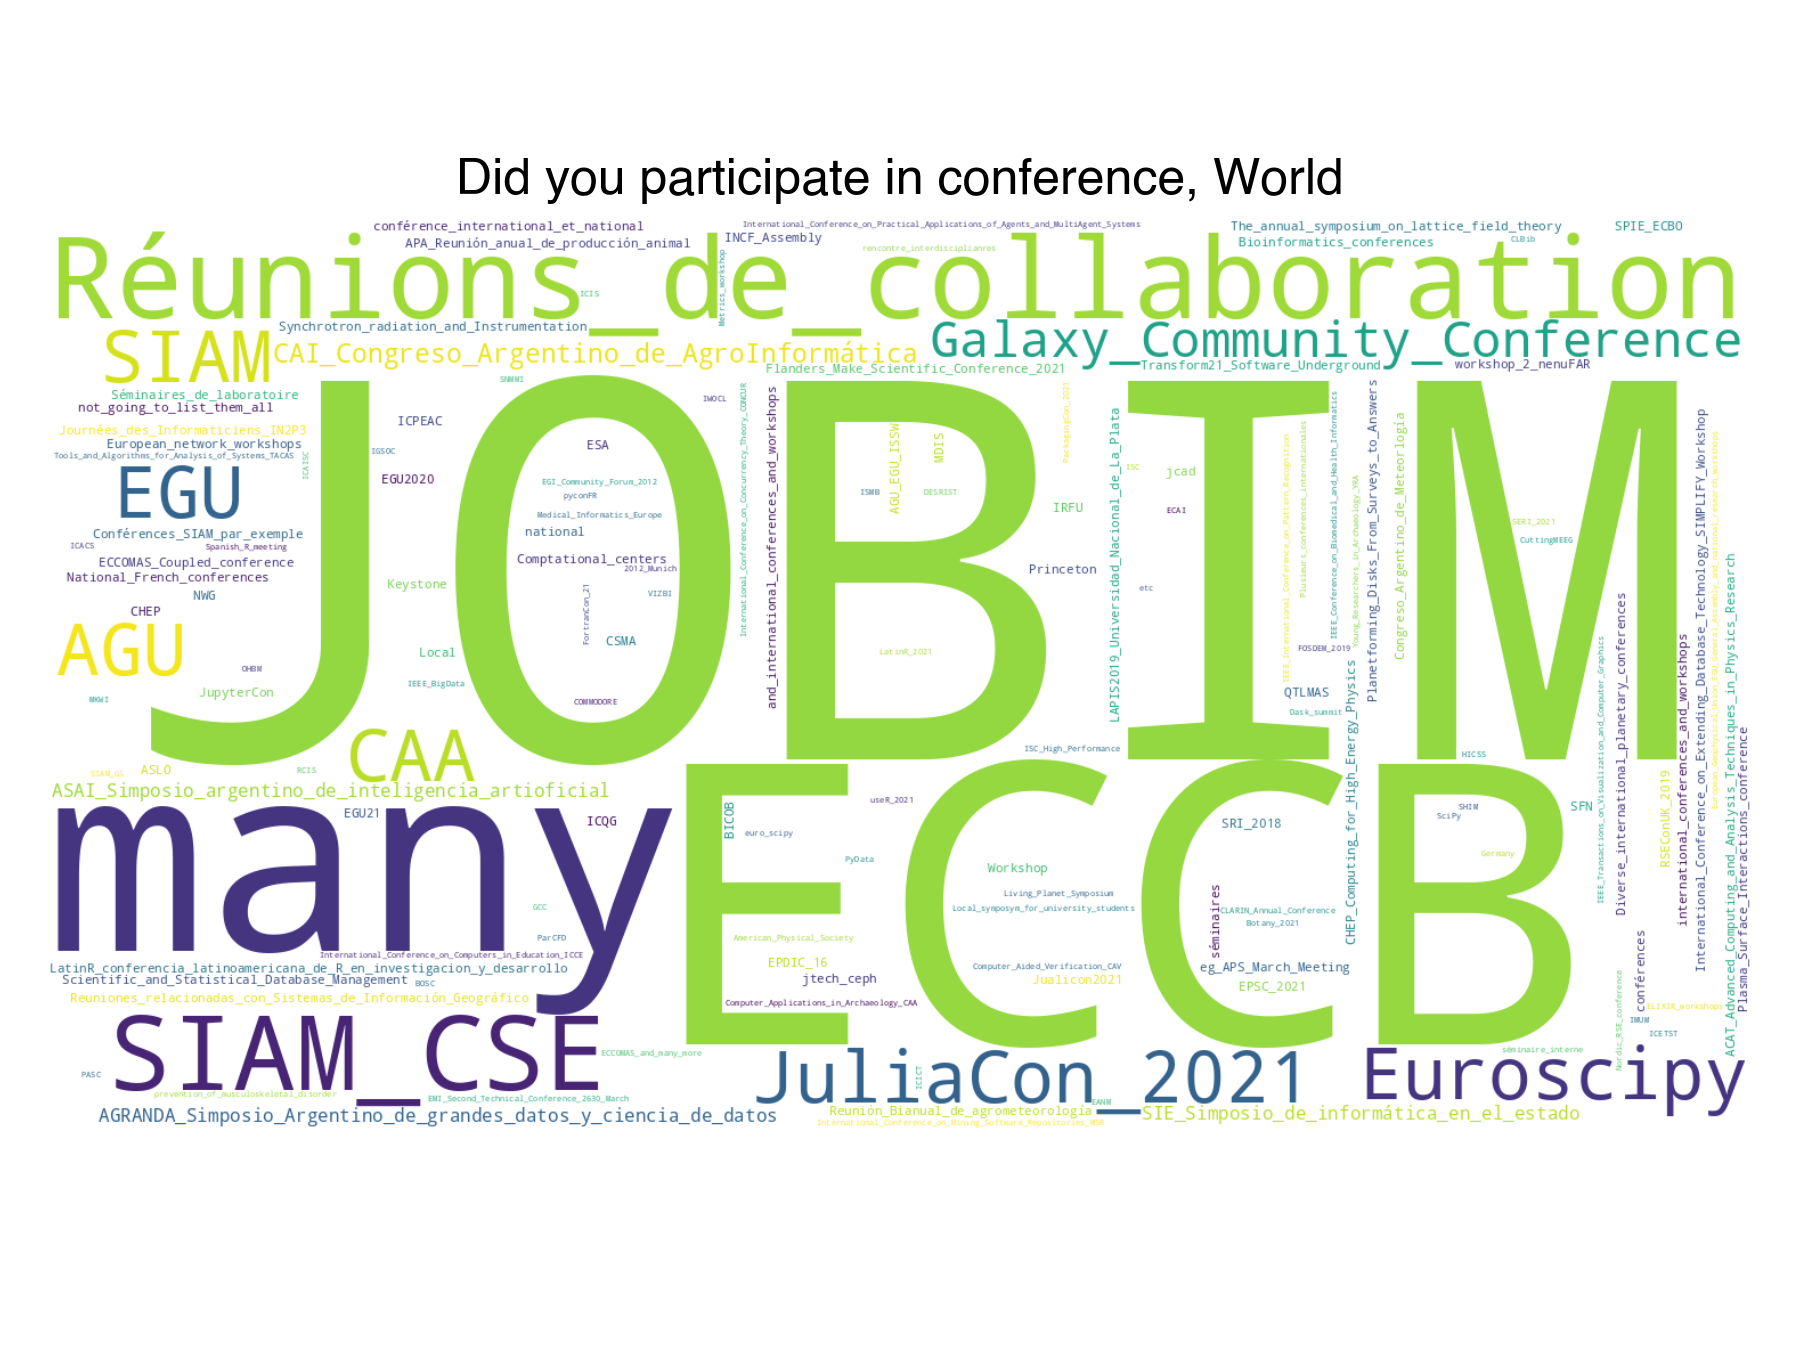 Did you participate in conference, World
conférence_international_et_national
International_Conference_on_Practical_Applications_of_Agents_and_MultiAgent_Systems
The_annual_symposium_on_lattice_field_theory
SPIE_ECBO
APA_Reunión_anual_de_producción_animal
INCF_Assembly
rencontre_interdisciplianres
Bioinformatics_conferences
CLBib
Réunions_de_collaboration
ICIS
Metrics_workshop
Synchrotron_radiation_and_Instrumentation
SIAM
CAI_Congreso_Argentino_de_AgroInformática
Galaxy_Community_Conference
Flanders_Make_Scientific_Conference_2021
Transform21_Software_Underground
workshop_2_nenuFAR
SNMMI
Séminaires_de_laboratoire
not_going_to_list_them_all
Journées_des_Informaticiens_IN2P3
European_network_workshops
Tools_and_Algorithms_for_Analysis_of_Systems_TACAS
ICAISC
IGSOC
ICPEAC
EGU2020
EGU
JOBIM
ESA
EGI_Community_Forum_2012
pyconFR
Medical_Informatics_Europe
national
Comptational_centers
2012_Munich
FortranCon_21
VIZBI
CSMA
COMMODORE
IWOCL
International_Conference_on_Concurrency_Theory_CONCUR
and_international_conferences_and_workshops
ISMB
AGU_EGU_ISSW
MDIS
DESRIST
PackagingCon_2021
IRFU
Princeton
LatinR_2021
LAPIS2019_Universidad_Nacional_de_La_Plata
ISC
jcad
ECAI
etc
IEEE_International_Conference_on_Pattern_Recognition
Plusieurs_conferences_internationales
IEEE_Conference_on_Biomedical_and_Health_Informatics
Young_Researchers_in_Archaeology_YRA
Planetforming_Disks_From_Surveys_to_Answers
Congreso_Argentino_de_Meteorología
FOSDEM_2019
QTLMAS
Dask_summit
SERI_2021
CuttingMEEG
Conférences_SIAM_par_exemple
ICACS
Spanish_R_meeting
ECCOMAS_Coupled_conference
National_French_conferences
NWG
CHEP
Keystone
AGU
Local
OHBM
IEEE_BigData
JupyterCon
MKWI
CAA
SIAM_GS
ASLO
RCIS
ASAI_Simposio_argentino_de_inteligencia_artioficial
ISC_High_Performance
HICSS
CHEP_Computing_for_High_Energy_Physics
IEEE_Transactions_on_Visualization_and_Computer_Graphics
Diverse_international_planetary_conferences
RSEConUK_2019
international_conferences_and_workshops
International_Conference_on_Extending_Database_Technology_SIMPLIFY_Workshop
European_Geophysical_Union_EGU_General_Assembly_and_national_research_workshops
ACAT_Advanced_Computing_and_Analysis_Techniques_in_Physics_Research
Plasma_Surface_Interactions_conference
many
EGU21
ICQG
ECCB
BICOB
euro_scipy
useR_2021
PyData
Workshop
SRI_2018
SHIM
SciPy
SFN
Germany
Living_Planet_Symposium
Local_symposym_for_university_students
séminaires
CLARIN_Annual_Conference
Botany_2021
GCC
ParCFD
American_Physical_Society
International_Conference_on_Computers_in_Education_ICCE
EPDIC_16
Computer_Aided_Verification_CAV
eg_APS_March_Meeting
LatinR_conferencia_latinoamericana_de_R_en_investigacion_y_desarrollo
Scientific_and_Statistical_Database_Management
BOSC
jtech_ceph
Jualicon2021
EPSC_2021
conférences
Nordic_RSE_conference
Reuniones_relacionadas_con_Sistemas_de_Información_Geográfico
Computer_Applications_in_Archaeology_CAA
ELIXIR_workshops
IMUM
ICETST
SIAM_CSE
ECCOMAS_and_many_more
JuliaCon_2021
séminaire_interne
Euroscipy
PASC
ICICT
prevention_of_musculoskeletal_disorder
EMI_Second_Technical_Conference_2630_March
EANM
AGRANDA_Simposio_Argentino_de_grandes_datos_y_ciencia_de_datos
Reunión_Bianual_de_agrometeorología
SIE_Simposio_de_informática_en_el_estado
International_Conference_on_Mining_Software_Repositories_MSR